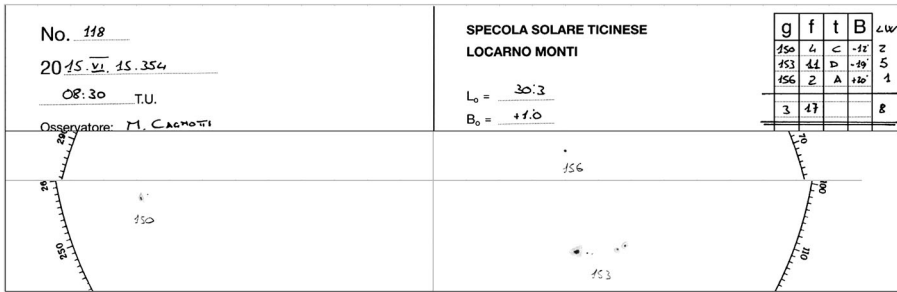 No. 118
2015.VI.15.354
08:30 T.U.
Osservatore: M. CAGNOTTI
SPECOLA SOLARE TICINESE
LOCARNO MONTI
L₀ = 30:3
B₀ = +1:0
g f t B LW
150 4 C -12° 2
153 11 D -19° 5
156 2 A +20° 1
3 17 8
29 70
156
26 100
150
250 110
153